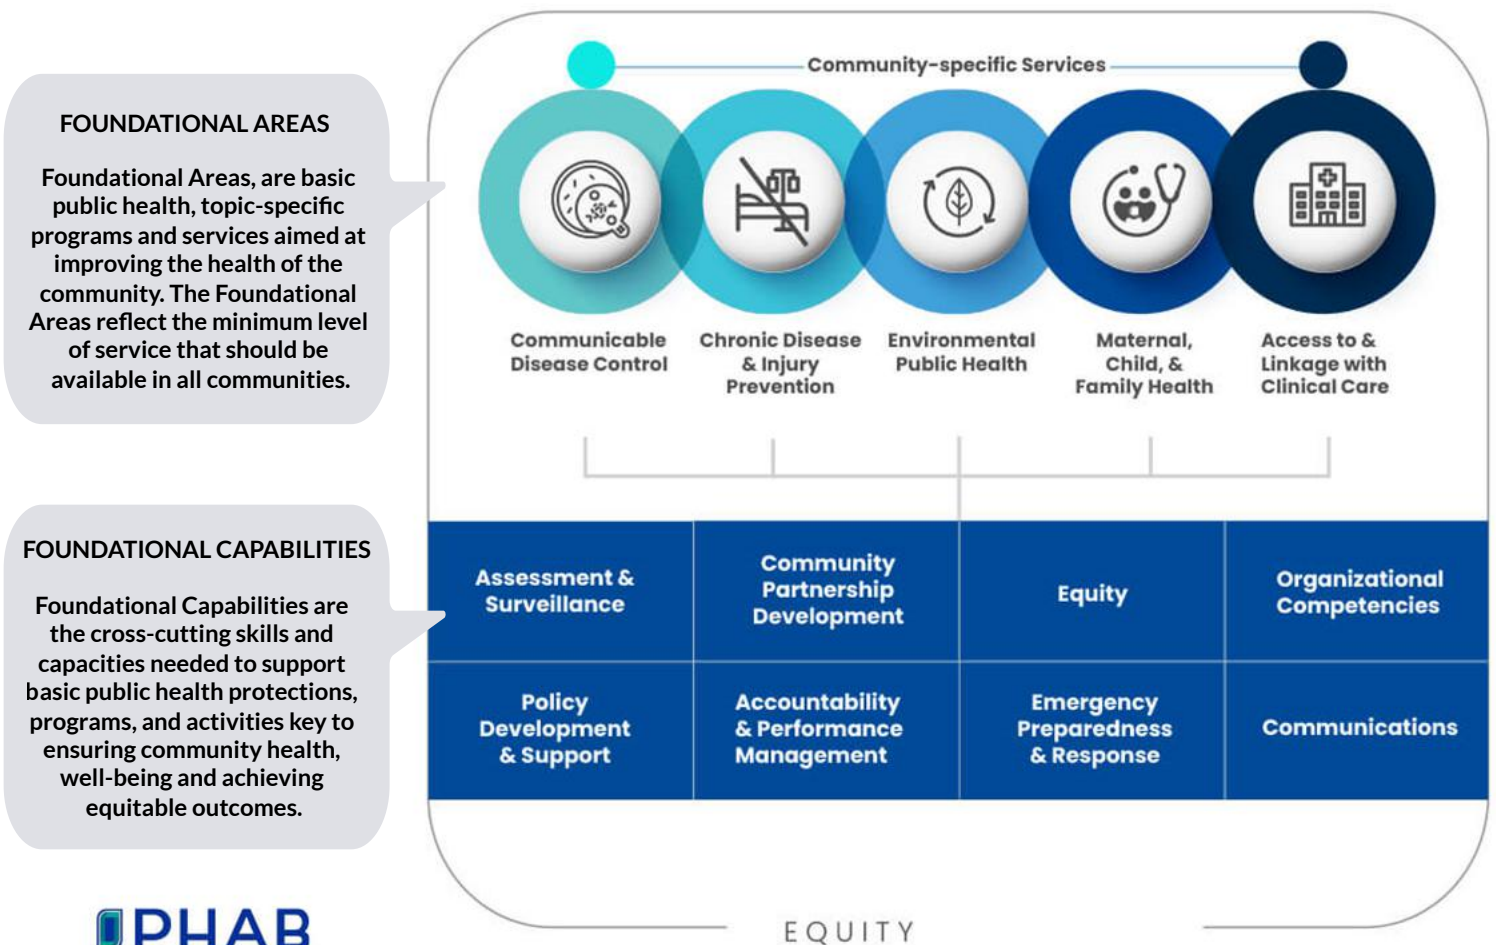 FOUNDATIONAL AREAS
Foundational Areas, are basic
public health, topic-specific
programs and services aimed at
improving the health of the
community. The Foundational
Areas reflect the minimum level
of service that should be
available in all communities.
Community-specific Services
Communicable
Disease Control
Chronic Disease
& Injury
Prevention
Environmental
Public Health
Maternal,
Child, &
Family Health
Access to &
Linkage with
Clinical Care
FOUNDATIONAL CAPABILITIES
Foundational Capabilities are
the cross-cutting skills and
capacities needed to support
basic public health protections,
programs, and activities key to
ensuring community health,
well-being and achieving
equitable outcomes.
Assessment &
Surveillance
Community
Partnership
Development
Equity
Organizational
Competencies
Policy
Development
& Support
Accountability
& Performance
Management
Emergency
Preparedness
& Response
Communications
PHAB
EQUITY